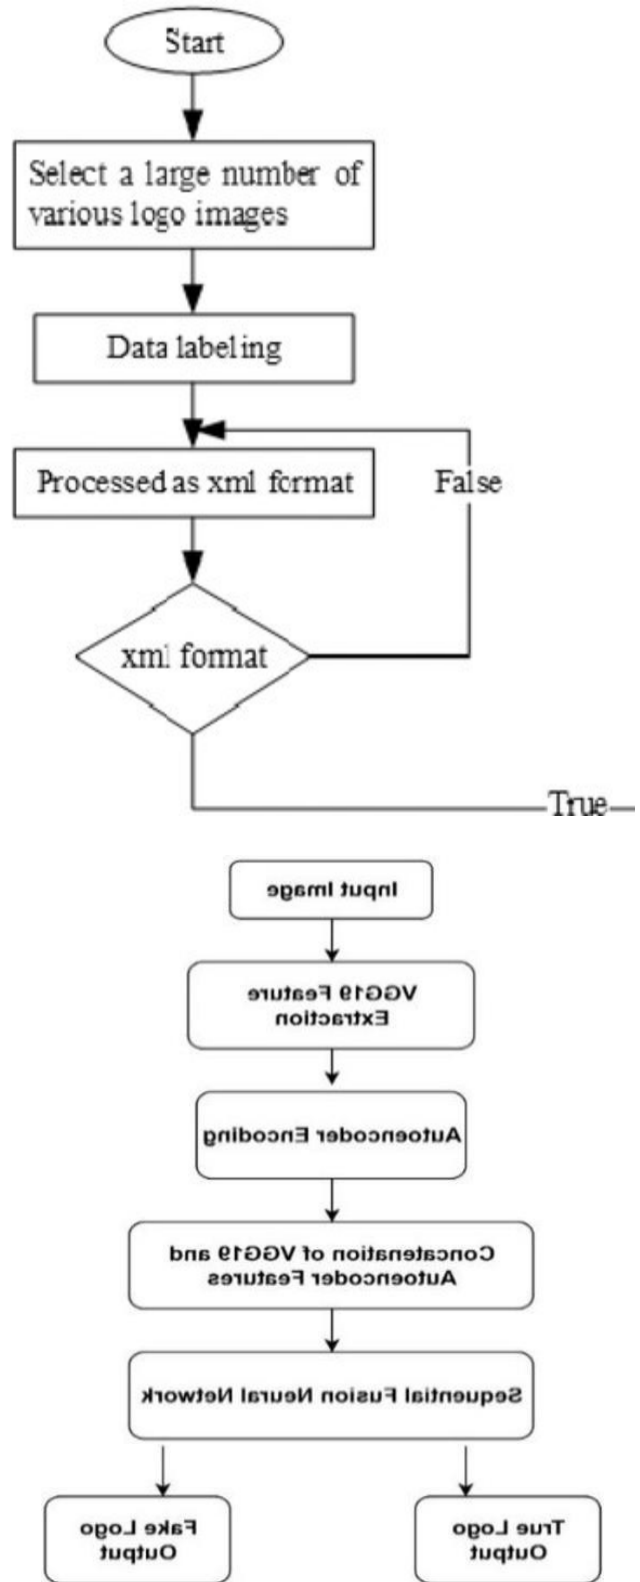 Start
Select a large number of
various logo images
Data labeling
Processed as xml format
False
xml format
True
Input Image
VGG19 Feature
Extraction
Autoencoder Encoding
Concatenation of VGG19 and
Autoencoder Features
Sequential Fusion Neural Network
Fake Logo
Output
True Logo
Output